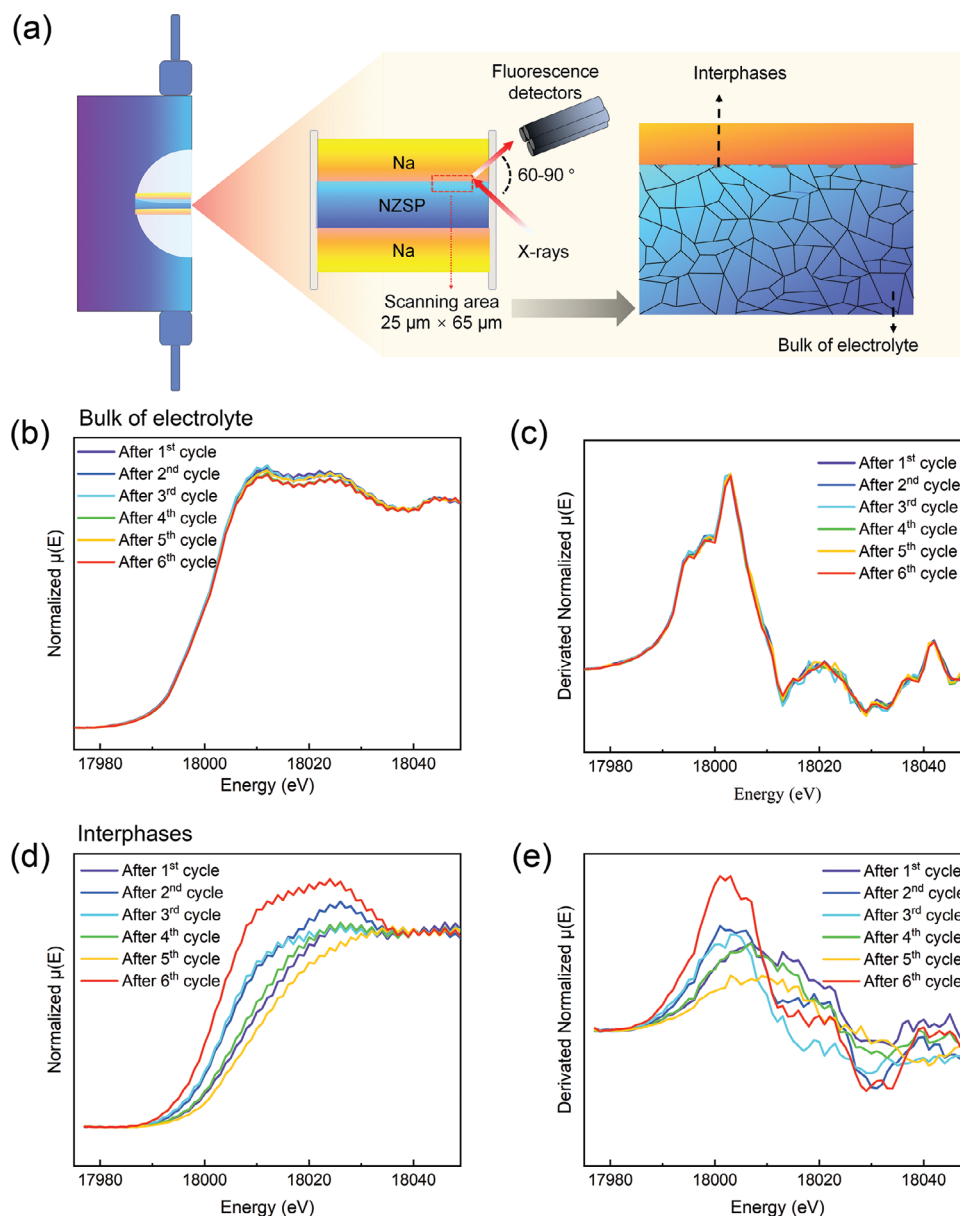 (a)
Fluorescence
detectors
Interphases
Na
60-90 °
NZSP
Na
X-rays
Scanning area
25 µm × 65 µm
Bulk of electrolyte
Bulk of electrolyte
(b)
After 1st cycle
After 2nd cycle
After 3rd cycle
After 4th cycle
After 5th cycle
After 6th cycle
Normalized µ(E)
17980 18000 18020 18040
Energy (eV)
(c)
After 1st cycle
After 2nd cycle
After 3rd cycle
After 4th cycle
After 5th cycle
After 6th cycle
Derivated Normalized µ(E)
17980 18000 18020 18040
Energy (eV)
Interphases
(d)
After 1st cycle
After 2nd cycle
After 3rd cycle
After 4th cycle
After 5th cycle
After 6th cycle
Normalized µ(E)
17980 18000 18020 18040
Energy (eV)
(e)
After 1st cycle
After 2nd cycle
After 3rd cycle
After 4th cycle
After 5th cycle
After 6th cycle
Derivated Normalized µ(E)
17980 18000 18020 18040
Energy (eV)